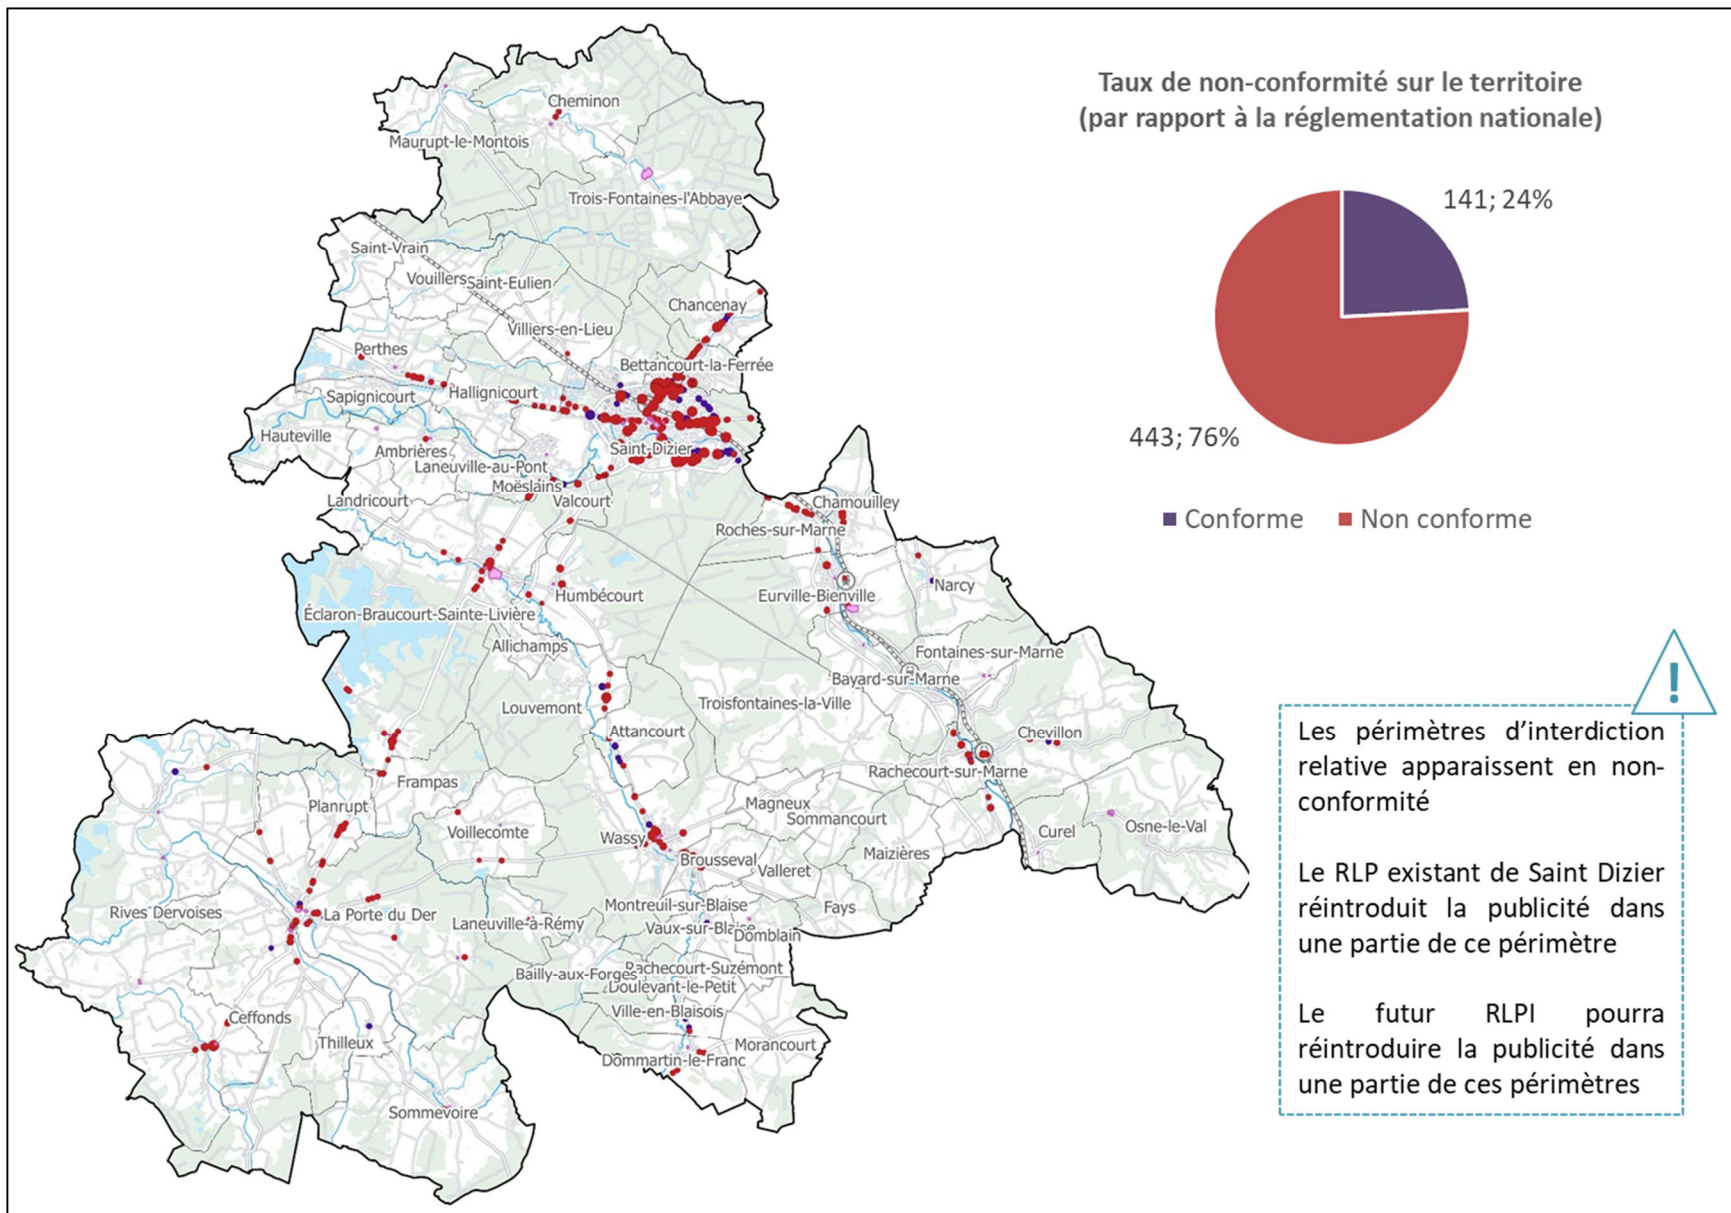 Taux de non-conformité sur le territoire
(par rapport à la réglementation nationale)
141; 24%
443; 76%
Conforme
Non conforme
Cheminon
Maurupt-le-Montois
Trois-Fontaines-l'Abbaye
Saint-Vrain
Vouillers
Saint-Eulien
Chancenay
Villiers-en-Lieu
Perthes
Bettancourt-la-Ferrée
Hallignicourt
Sapignicourt
Hauteville
Ambrières
Saint-Dizier
Laneuville-au-Pont
Moëslains
Landricourt
Valcourt
Chamouilley
Roches-sur-Marne
Narcy
Humbécourt
Eurville-Bienville
Éclaron-Braucourt-Sainte-Livière
Allichamps
Fontaines-sur-Marne
Bayard-sur-Marne
Louvemont
Troisfontaines-la-Ville
Attancourt
Chevillon
Rachecourt-sur-Marne
Frampas
Planrupt
Magneux
Sommancourt
Voillecomte
Wassy
Curel
Osne-le-Val
Maizières
Brousseval
Valleret
Montreuil-sur-Blaise
Fays
Rives Dervoises
La Porte du Der
Laneuville-à-Rémy
Vaux-sur-Blaise
Domblain
Bailly-aux-Forges
Rachecourt-Suzémont
Doulevant-le-Petit
Ville-en-Blaisois
Ceffonds
Thilleux
Morancourt
Dommartin-le-Franc
Sommevoire
!
Les périmètres d’interdiction
relative apparaissent en non-
conformité
Le RLP existant de Saint Dizier
réintroduit la publicité dans
une partie de ce périmètre
Le futur RLPI pourra
réintroduire la publicité dans
une partie de ces périmètres